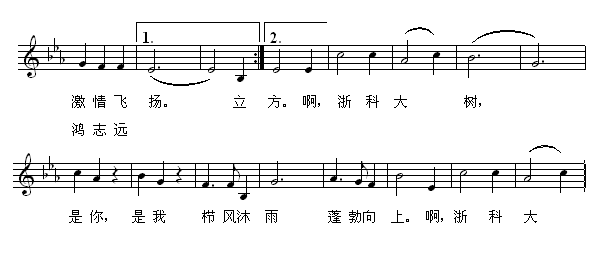 1. 2.
激情飞扬。 立方。啊，浙科大 树，
鸿志远
是你，是我 栉风沐雨 蓬勃向上。啊，浙科大